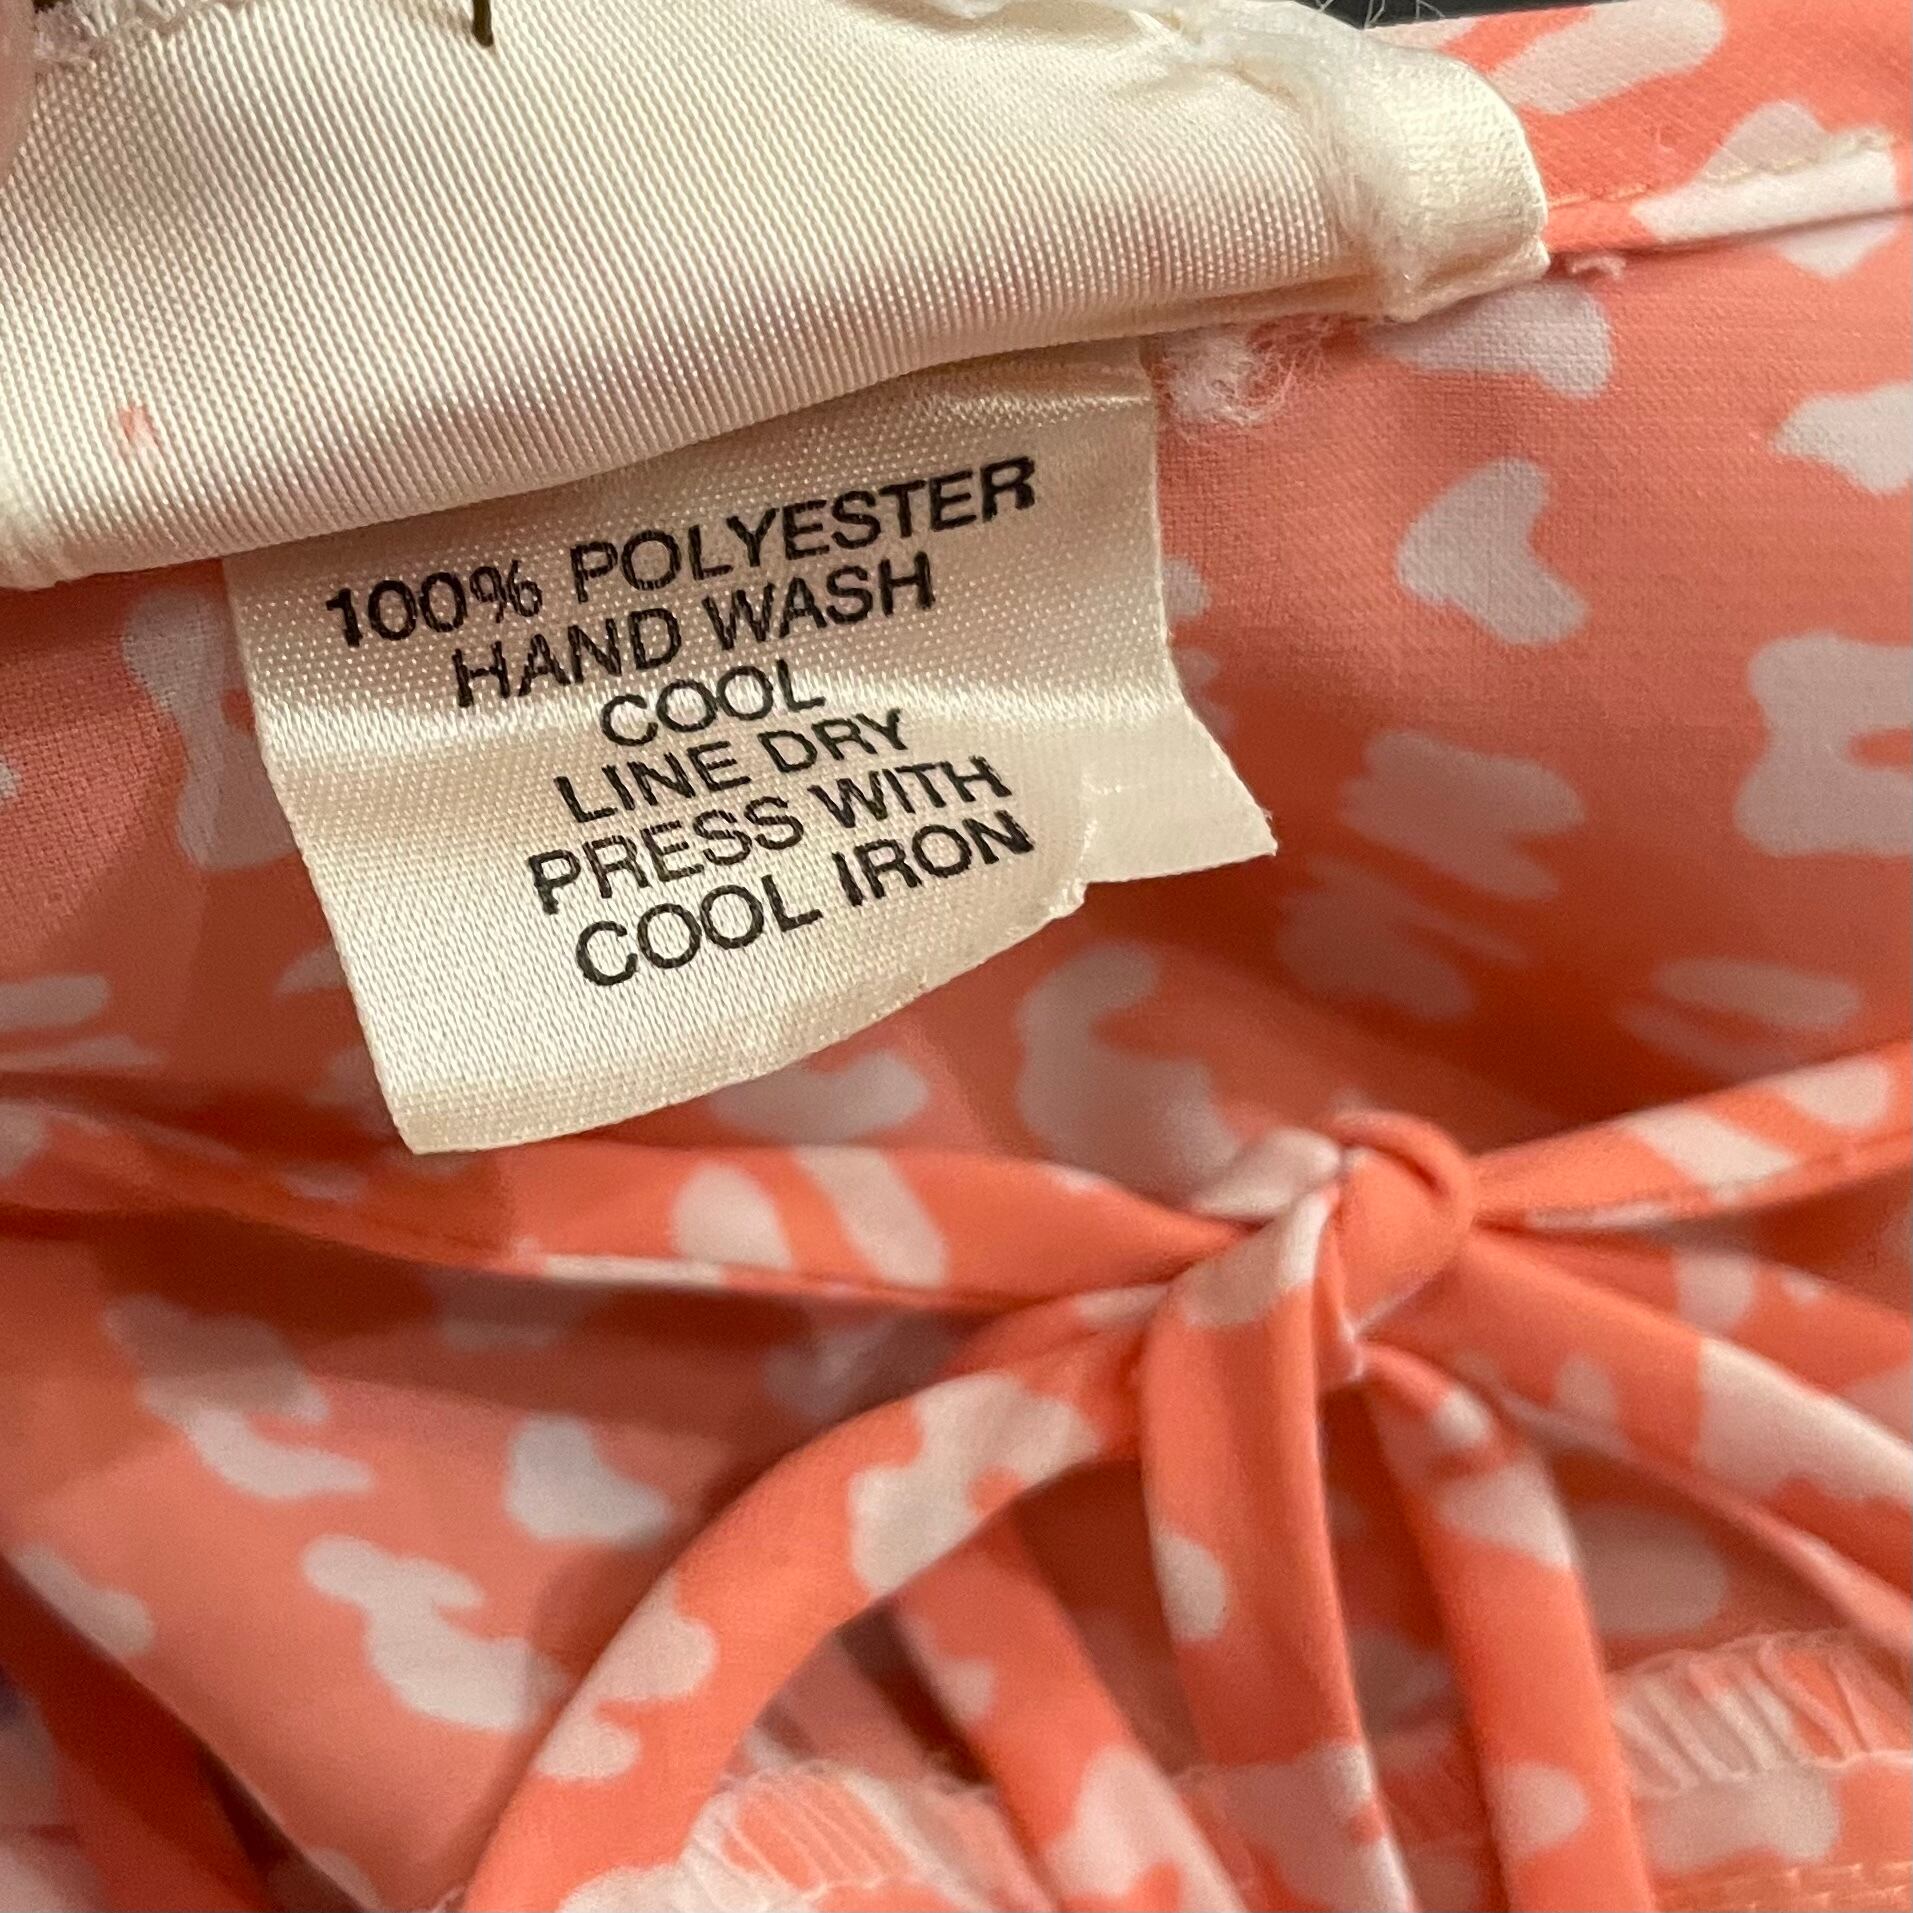 100% POLYESTER
HAND WASH
COOL
LINE DRY
PRESS WITH
COOL IRON